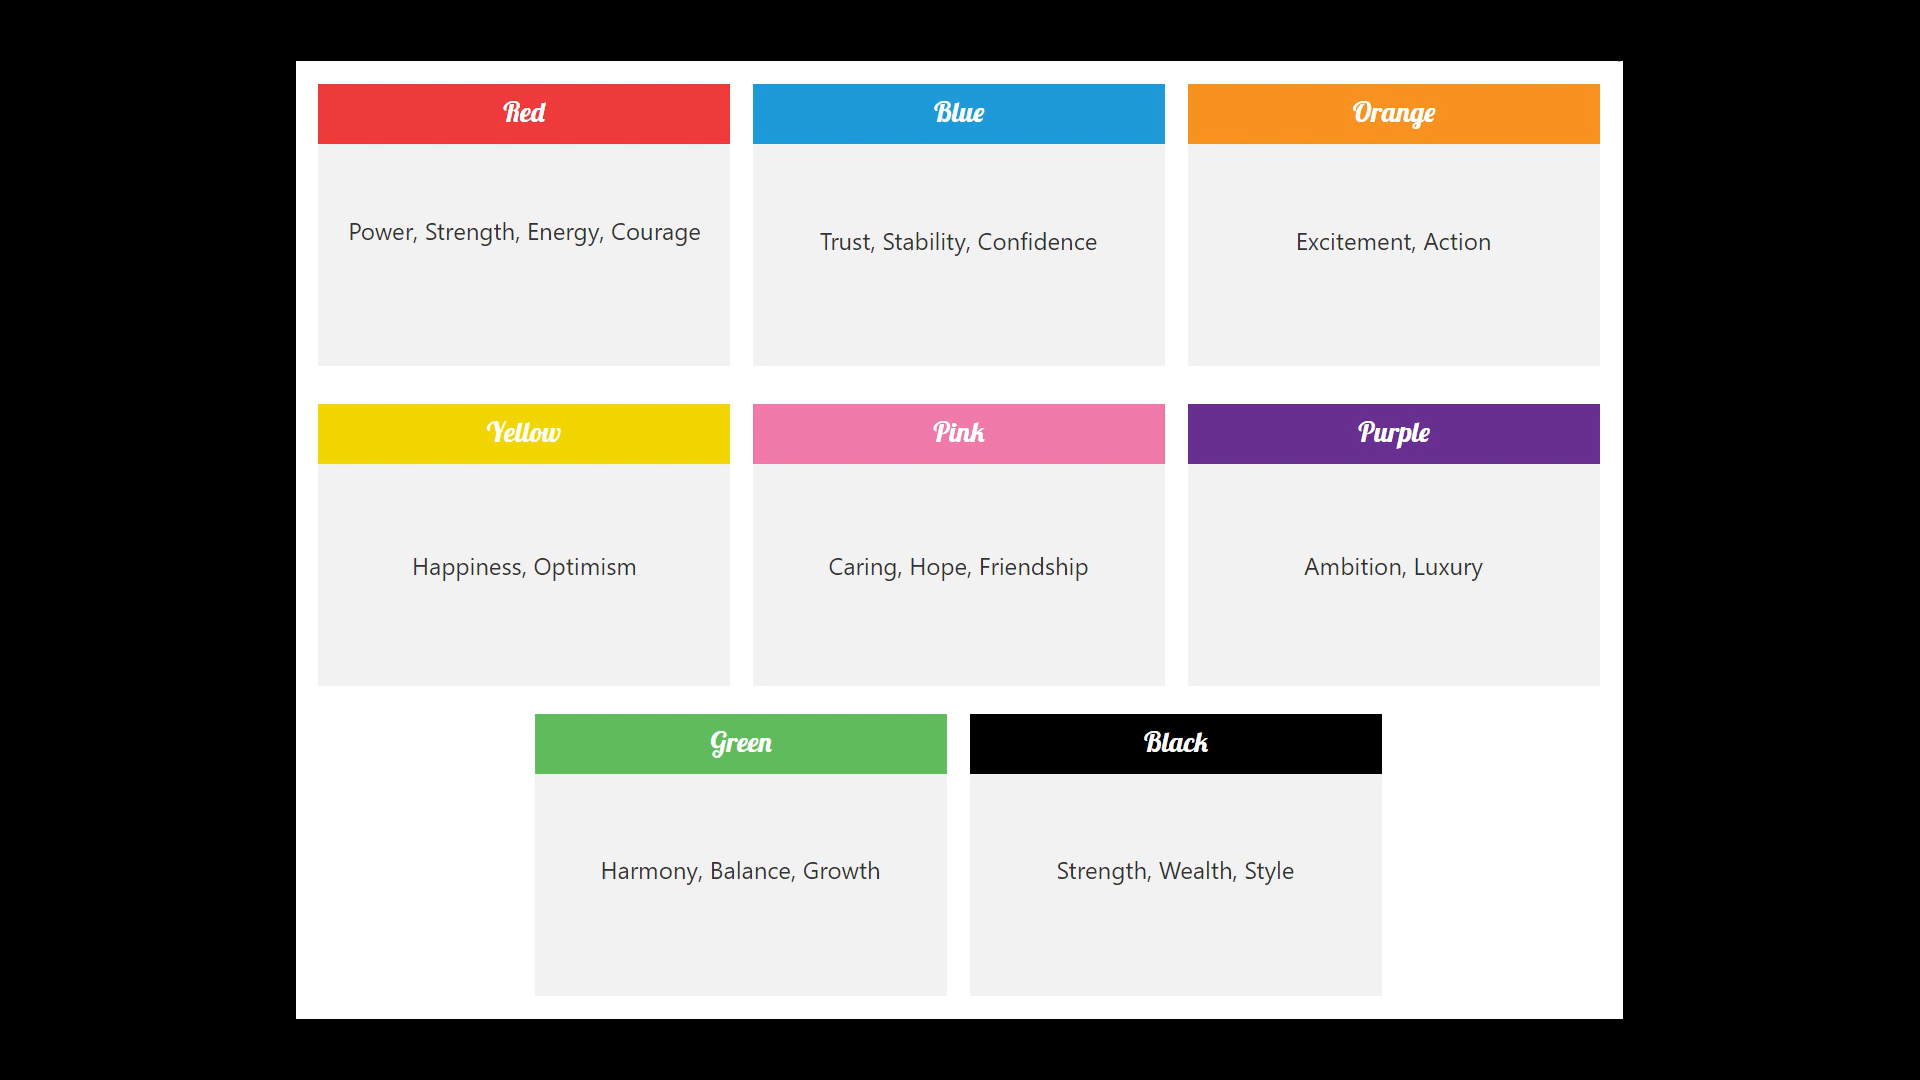 Red
Power, Strength, Energy, Courage
Blue
Trust, Stability, Confidence
Orange
Excitement, Action
Yellow
Happiness, Optimism
Pink
Caring, Hope, Friendship
Purple
Ambition, Luxury
Green
Harmony, Balance, Growth
Black
Strength, Wealth, Style